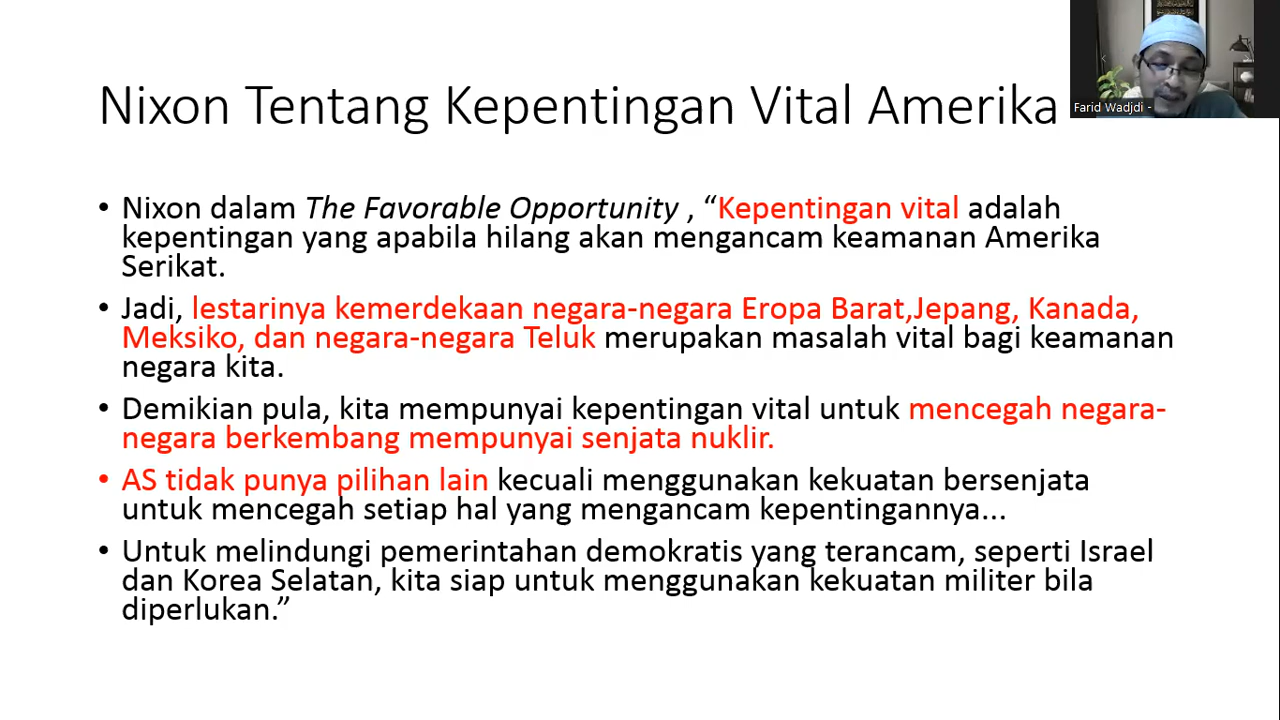 Nixon Tentang Kepentingan Vital Amerika
Farid Wadjdi -
• Nixon dalam The Favorable Opportunity , “Kepentingan vital adalah
kepentingan yang apabila hilang akan mengancam keamanan Amerika
Serikat.
• Jadi, lestarinya kemerdekaan negara-negara Eropa Barat,Jepang, Kanada,
Meksiko, dan negara-negara Teluk merupakan masalah vital bagi keamanan
negara kita.
• Demikian pula, kita mempunyai kepentingan vital untuk mencegah negara-
negara berkembang mempunyai senjata nuklir.
• AS tidak punya pilihan lain kecuali menggunakan kekuatan bersenjata
untuk mencegah setiap hal yang mengancam kepentingannya...
• Untuk melindungi pemerintahan demokratis yang terancam, seperti Israel
dan Korea Selatan, kita siap untuk menggunakan kekuatan militer bila
diperlukan.”